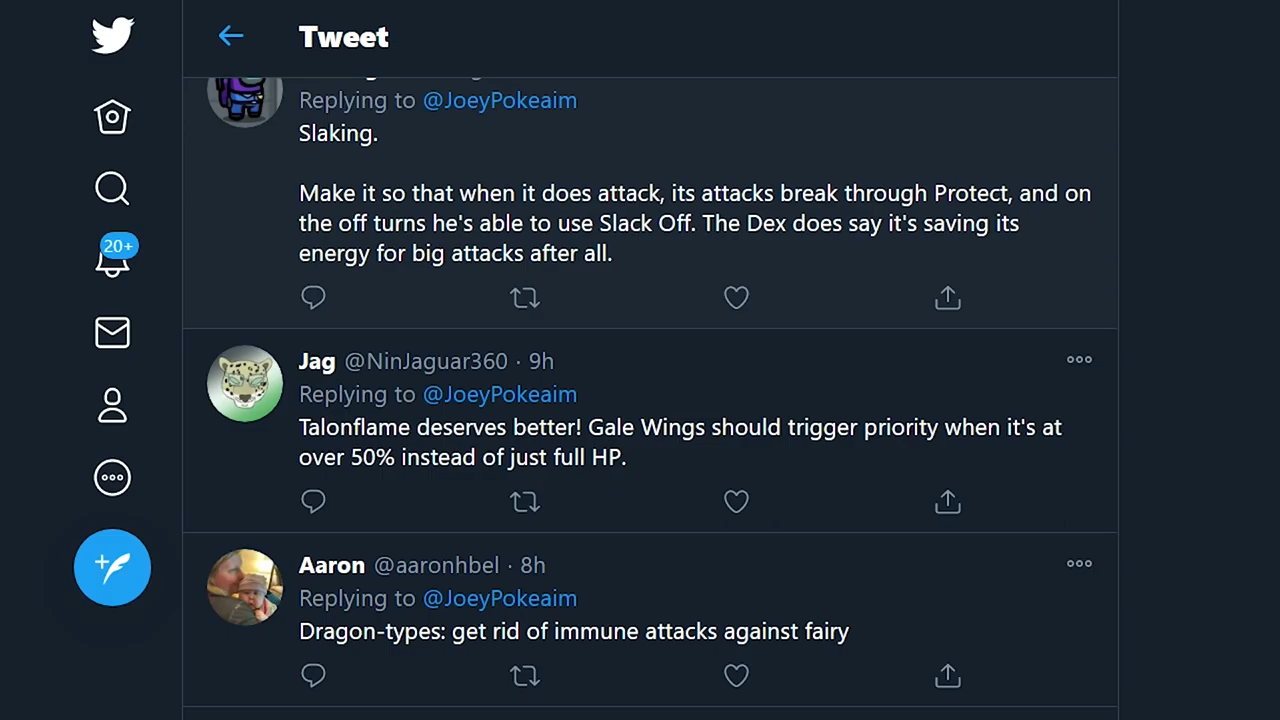 Tweet
Replying to @JoeyPokeaim
Slaking.
Make it so that when it does attack, its attacks break through Protect, and on
the off turns he's able to use Slack Off. The Dex does say it's saving its
energy for big attacks after all.
20+
Jag @NinJaguar360 · 9h
Replying to @JoeyPokeaim
Talonflame deserves better! Gale Wings should trigger priority when it's at
over 50% instead of just full HP.
Aaron @aaronhbel · 8h
Replying to @JoeyPokeaim
Dragon-types: get rid of immune attacks against fairy